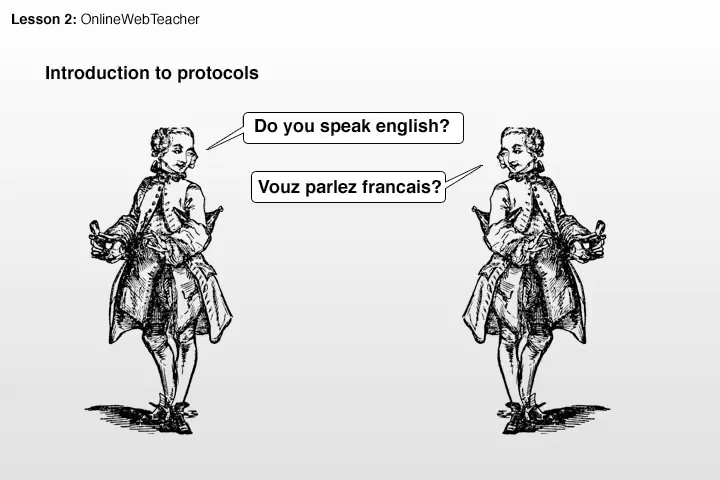 Lesson 2: OnlineWebTeacher
Introduction to protocols
Do you speak english?
Vouz parlez francais?